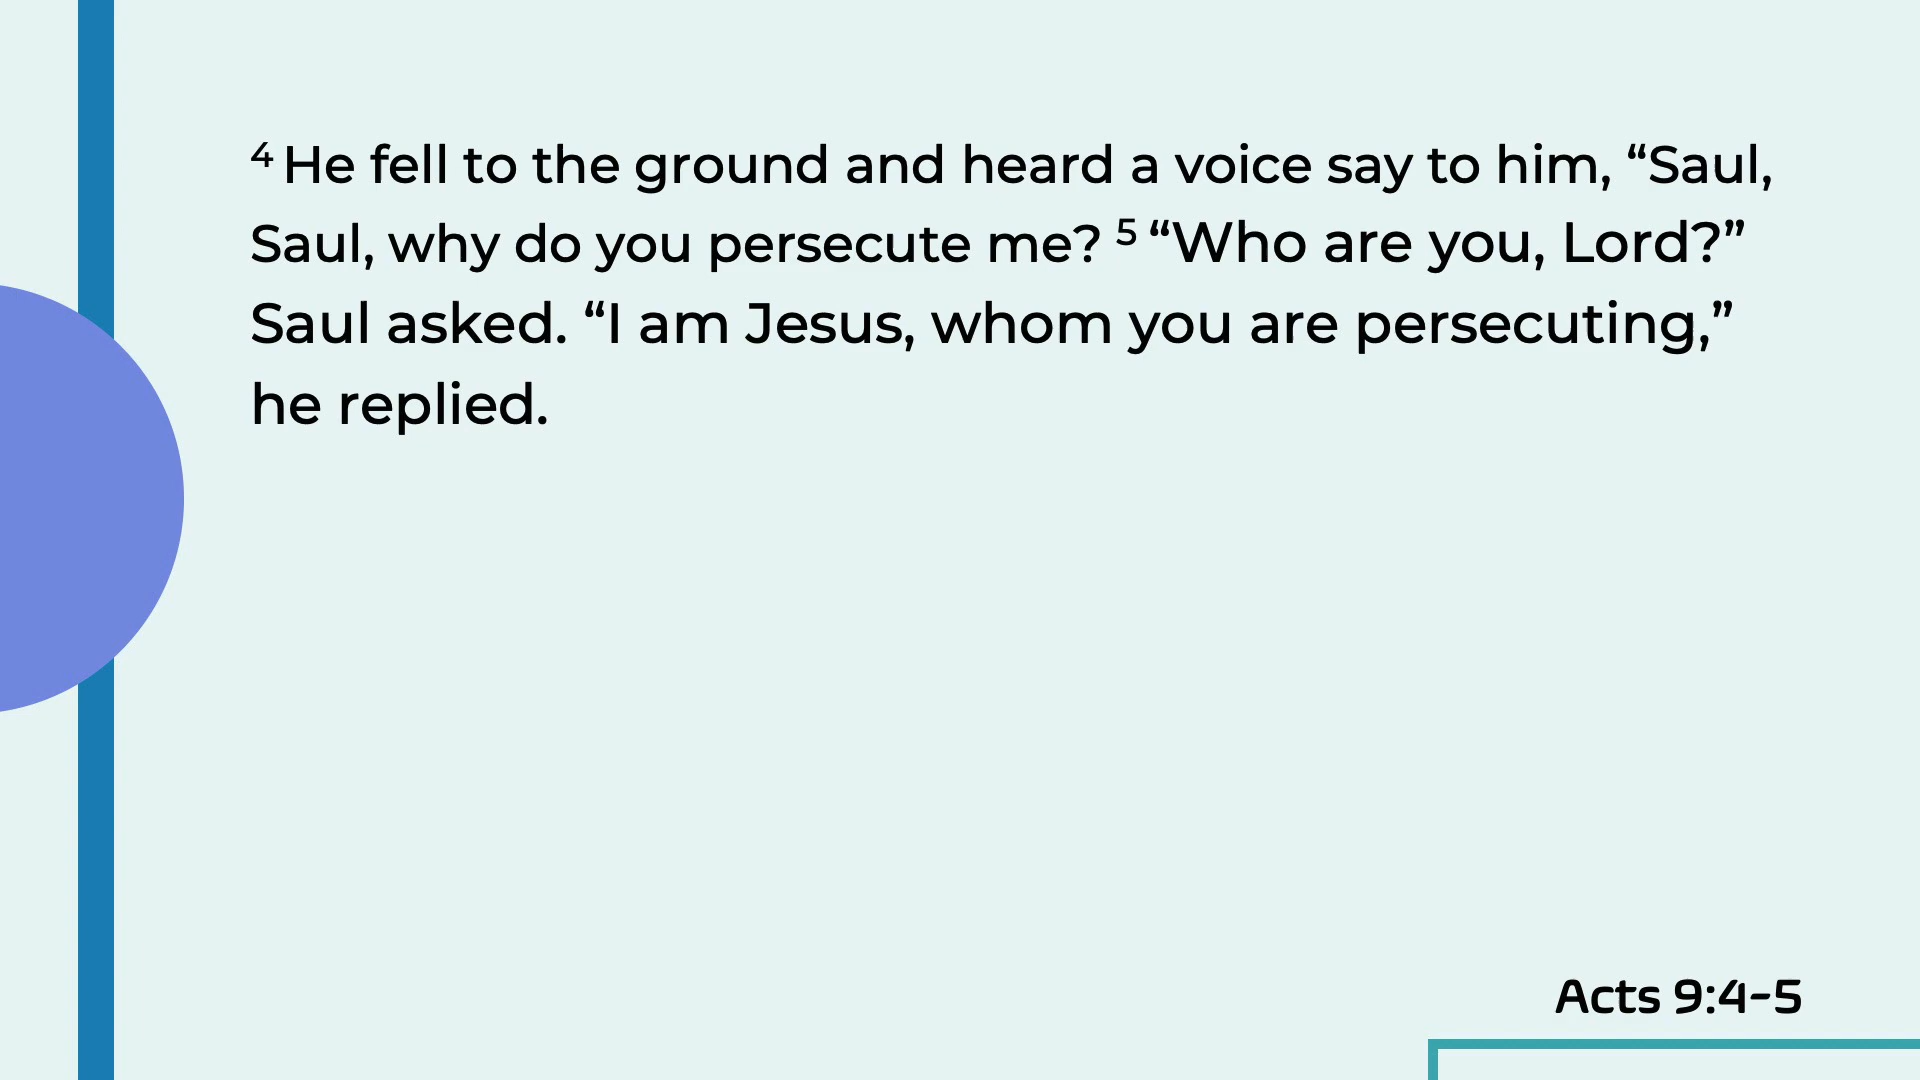 ⁴ He fell to the ground and heard a voice say to him, “Saul,
Saul, why do you persecute me? ⁵ “Who are you, Lord?”
Saul asked. “I am Jesus, whom you are persecuting,”
he replied.
Acts 9:4-5